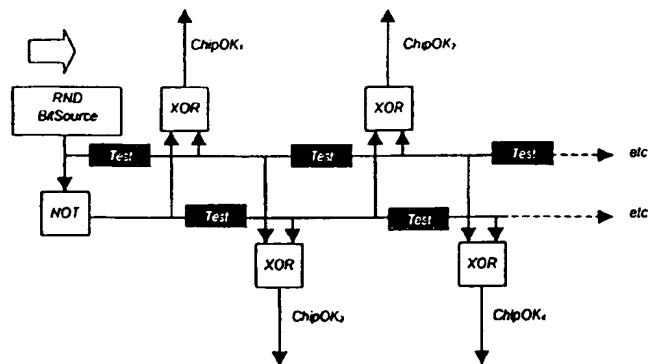 ChipOK₁
ChipOK₂
RND
BitSource
XOR
XOR
Test
Test
Test
etc
NOT
Test
Test
etc
XOR
XOR
ChipOK₃
ChipOK₄